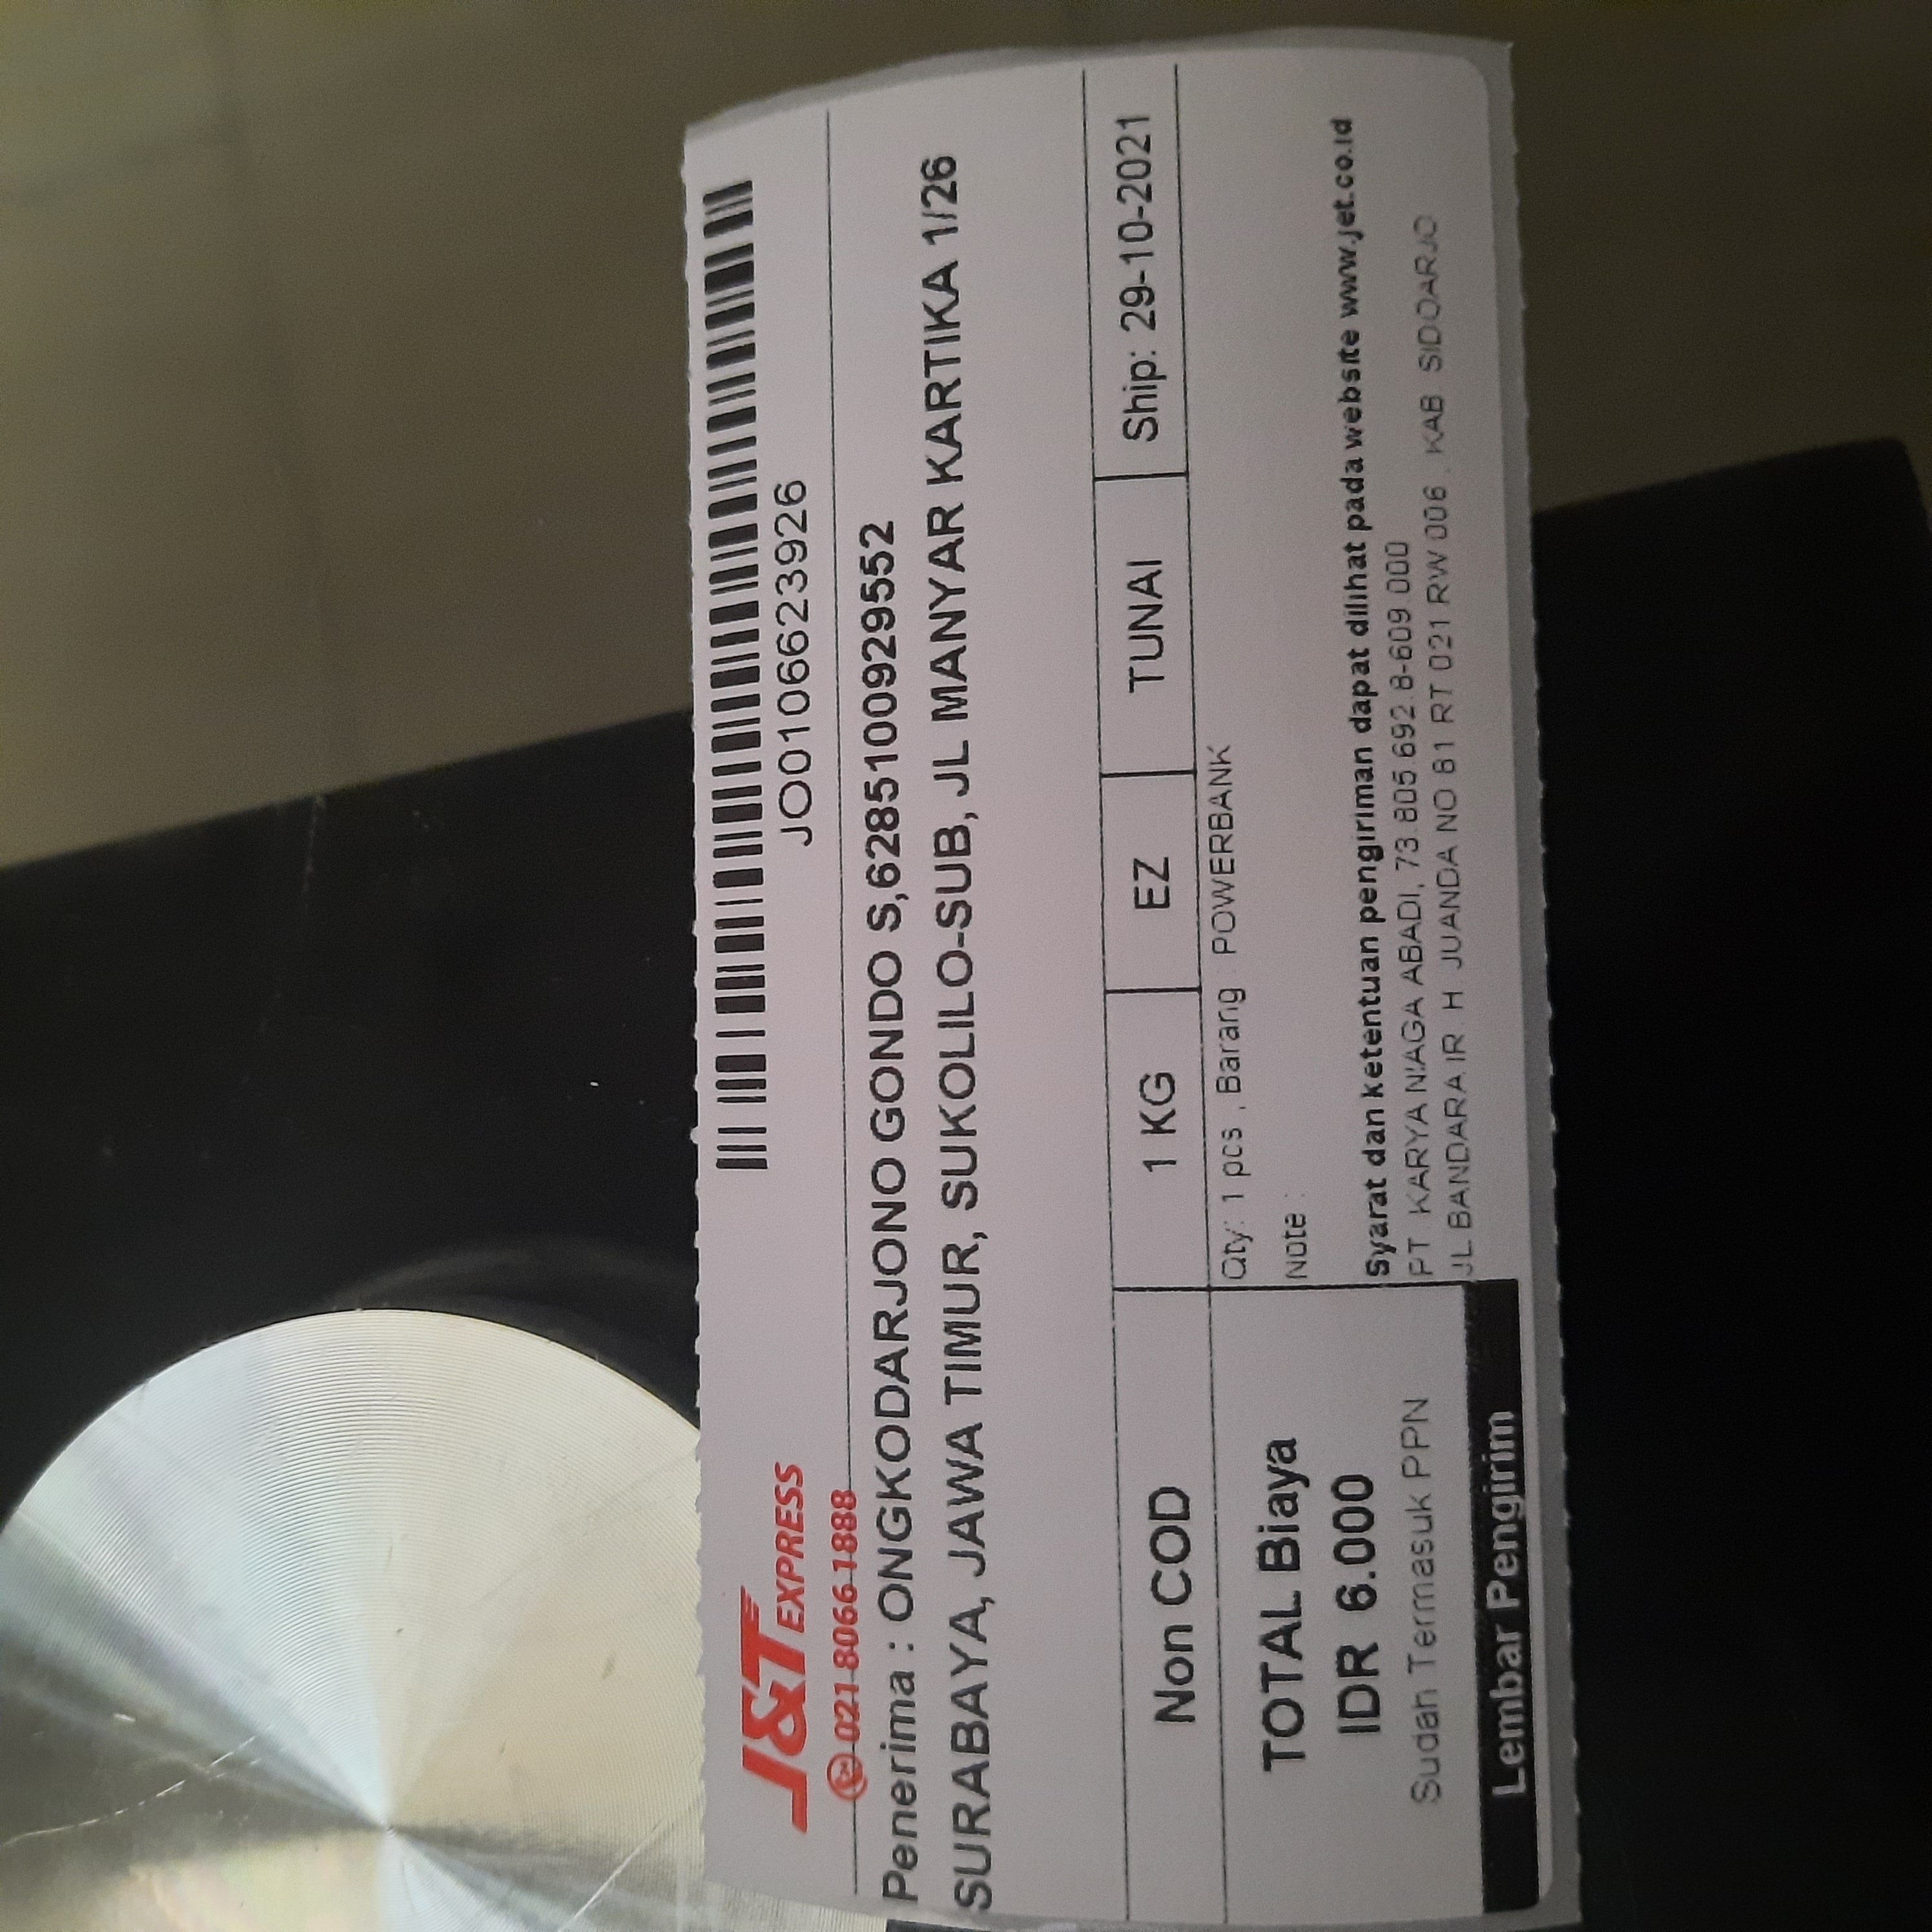 J&T EXPRESS
021 8066 1888
JO0106623926
Penerima : ONGKODARJONO GONDO S,6285100929552
SURABAYA, JAWA TIMUR, SUKOLILO-SUB, JL MANYAR KARTIKA 1/26
Non COD
1 KG
EZ
TUNAI
Ship: 29-10-2021
TOTAL Biaya
IDR 6.000
Sudah Termasuk PPN
Lembar Pengirim
Qty: 1 pcs , Barang : POWERBANK
Note :
Syarat dan ketentuan pengiriman dapat dilihat pada website www.jet.co.id
PT. KARYA NIAGA ABADI, 73.805.692.8-609.000
JL BANDARA IR. H. JUANDA NO 81 RT 021 RW 006 , KAB. SIDOARJO